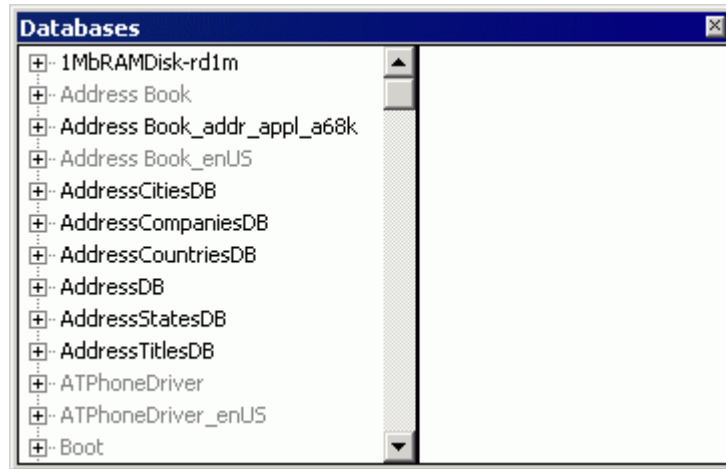 Databases
1MbRAMDisk-rd1m
Address Book
Address Book_addr_appl_a68k
Address Book_enUS
AddressCitiesDB
AddressCompaniesDB
AddressCountriesDB
AddressDB
AddressStatesDB
AddressTitlesDB
ATPhoneDriver
ATPhoneDriver_enUS
Boot